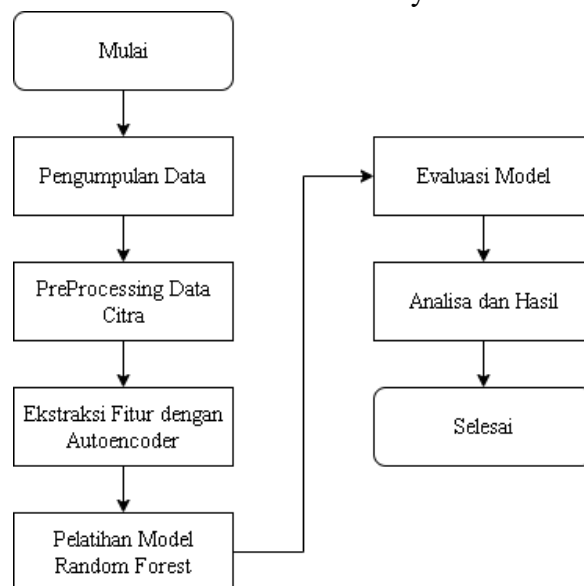 Mulai
Pengumpulan Data
PreProcessing Data
Citra
Ekstraksi Fitur dengan
Autoencoder
Pelatihan Model
Random Forest
Evaluasi Model
Analisa dan Hasil
Selesai